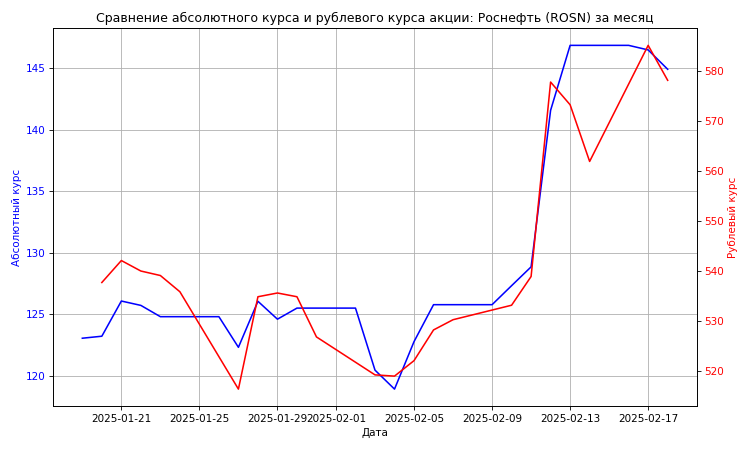 Сравнение абсолютного курса и рублевого курса акции: Роснефть (ROSN) за месяц
Абсолютный курс
145
140
135
130
125
120
580
570
560
550
540
530
520
Рублевый курс
2025-01-21 2025-01-25 2025-01-29 2025-02-01 2025-02-05 2025-02-09 2025-02-13 2025-02-17
Дата